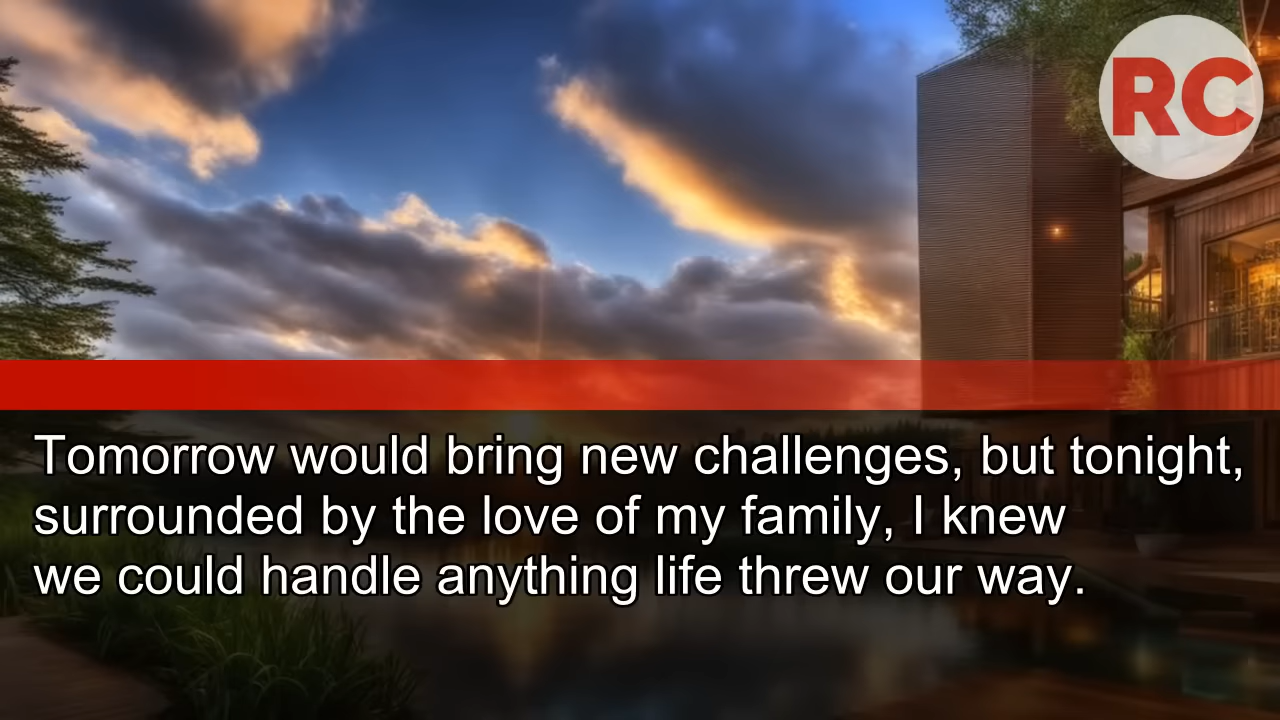 RC
Tomorrow would bring new challenges, but tonight,
surrounded by the love of my family, I knew
we could handle anything life threw our way.